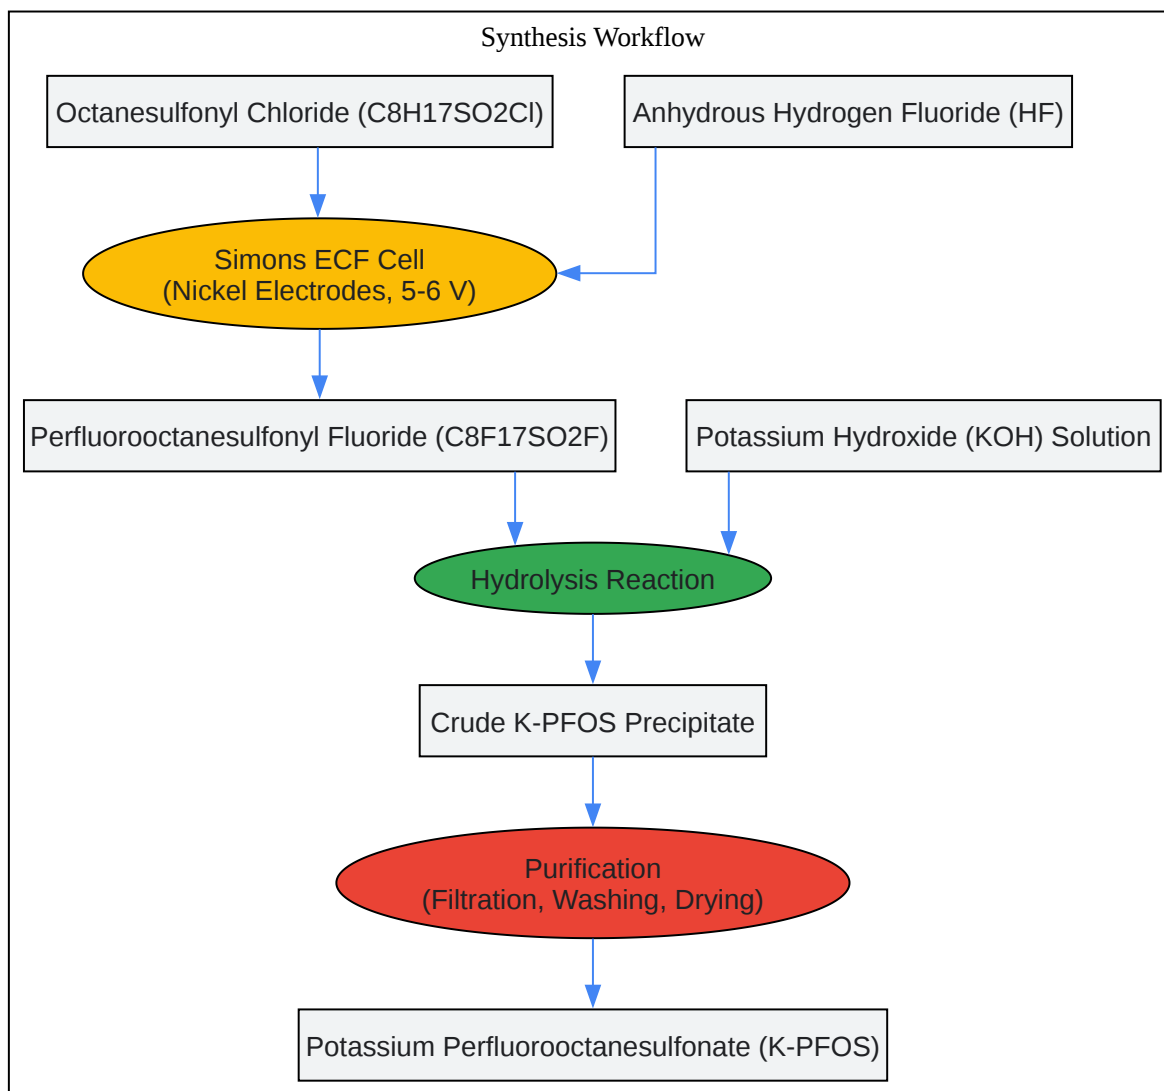 Synthesis Workflow
Octanesulfonyl Chloride (C8H17SO2Cl)
Anhydrous Hydrogen Fluoride (HF)
Simons ECF Cell
(Nickel Electrodes, 5-6 V)
Perfluorooctanesulfonyl Fluoride (C8F17SO2F)
Potassium Hydroxide (KOH) Solution
Hydrolysis Reaction
Crude K-PFOS Precipitate
Purification
(Filtration, Washing, Drying)
Potassium Perfluorooctanesulfonate (K-PFOS)